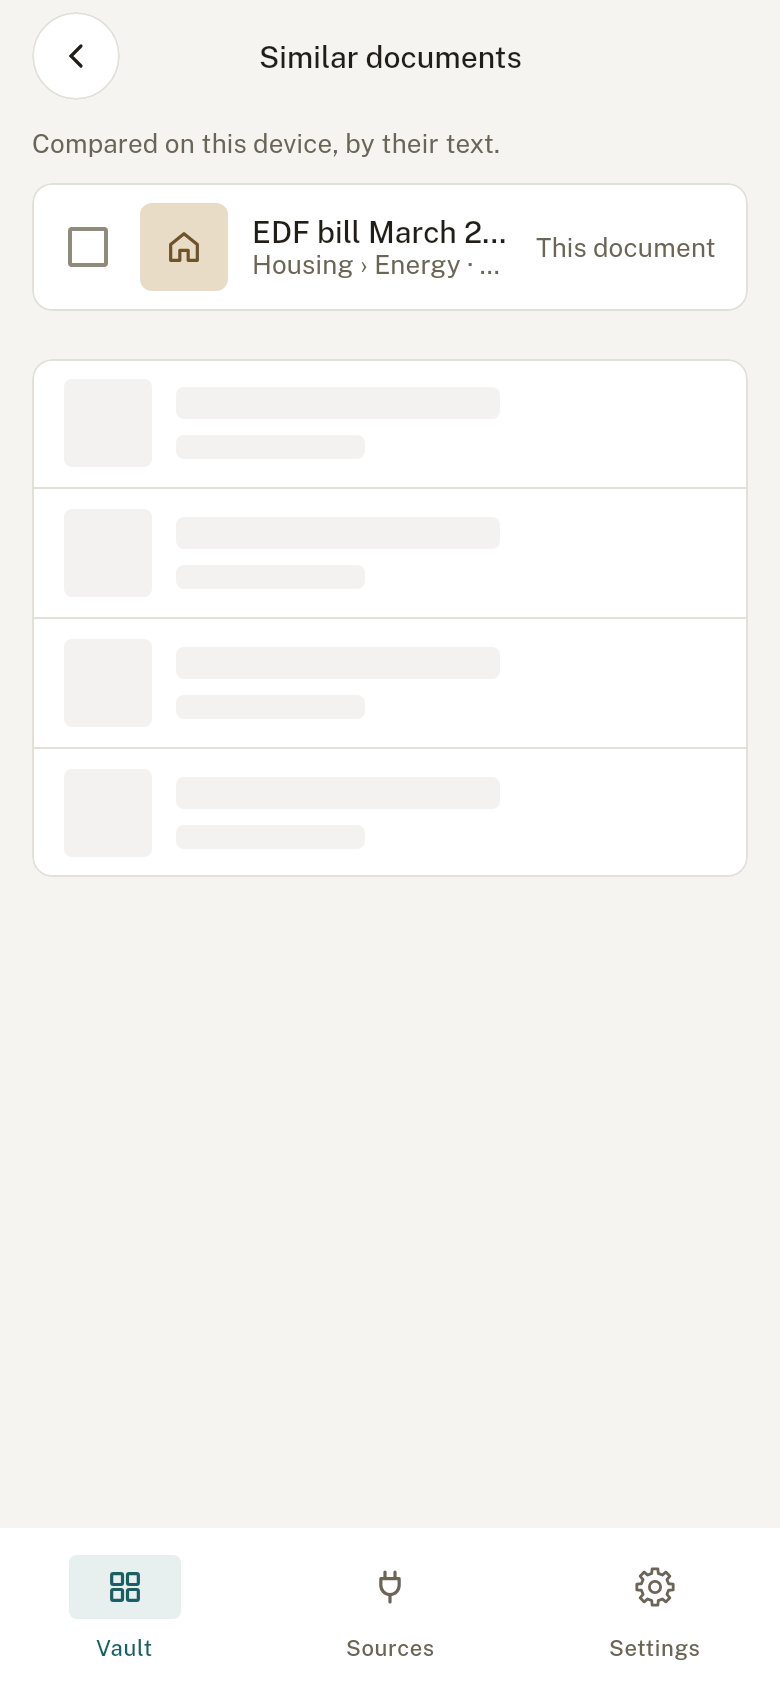 Similar documents
Compared on this device, by their text.
EDF bill March 2...
This document
Housing › Energy · ...
Vault
Sources
Settings